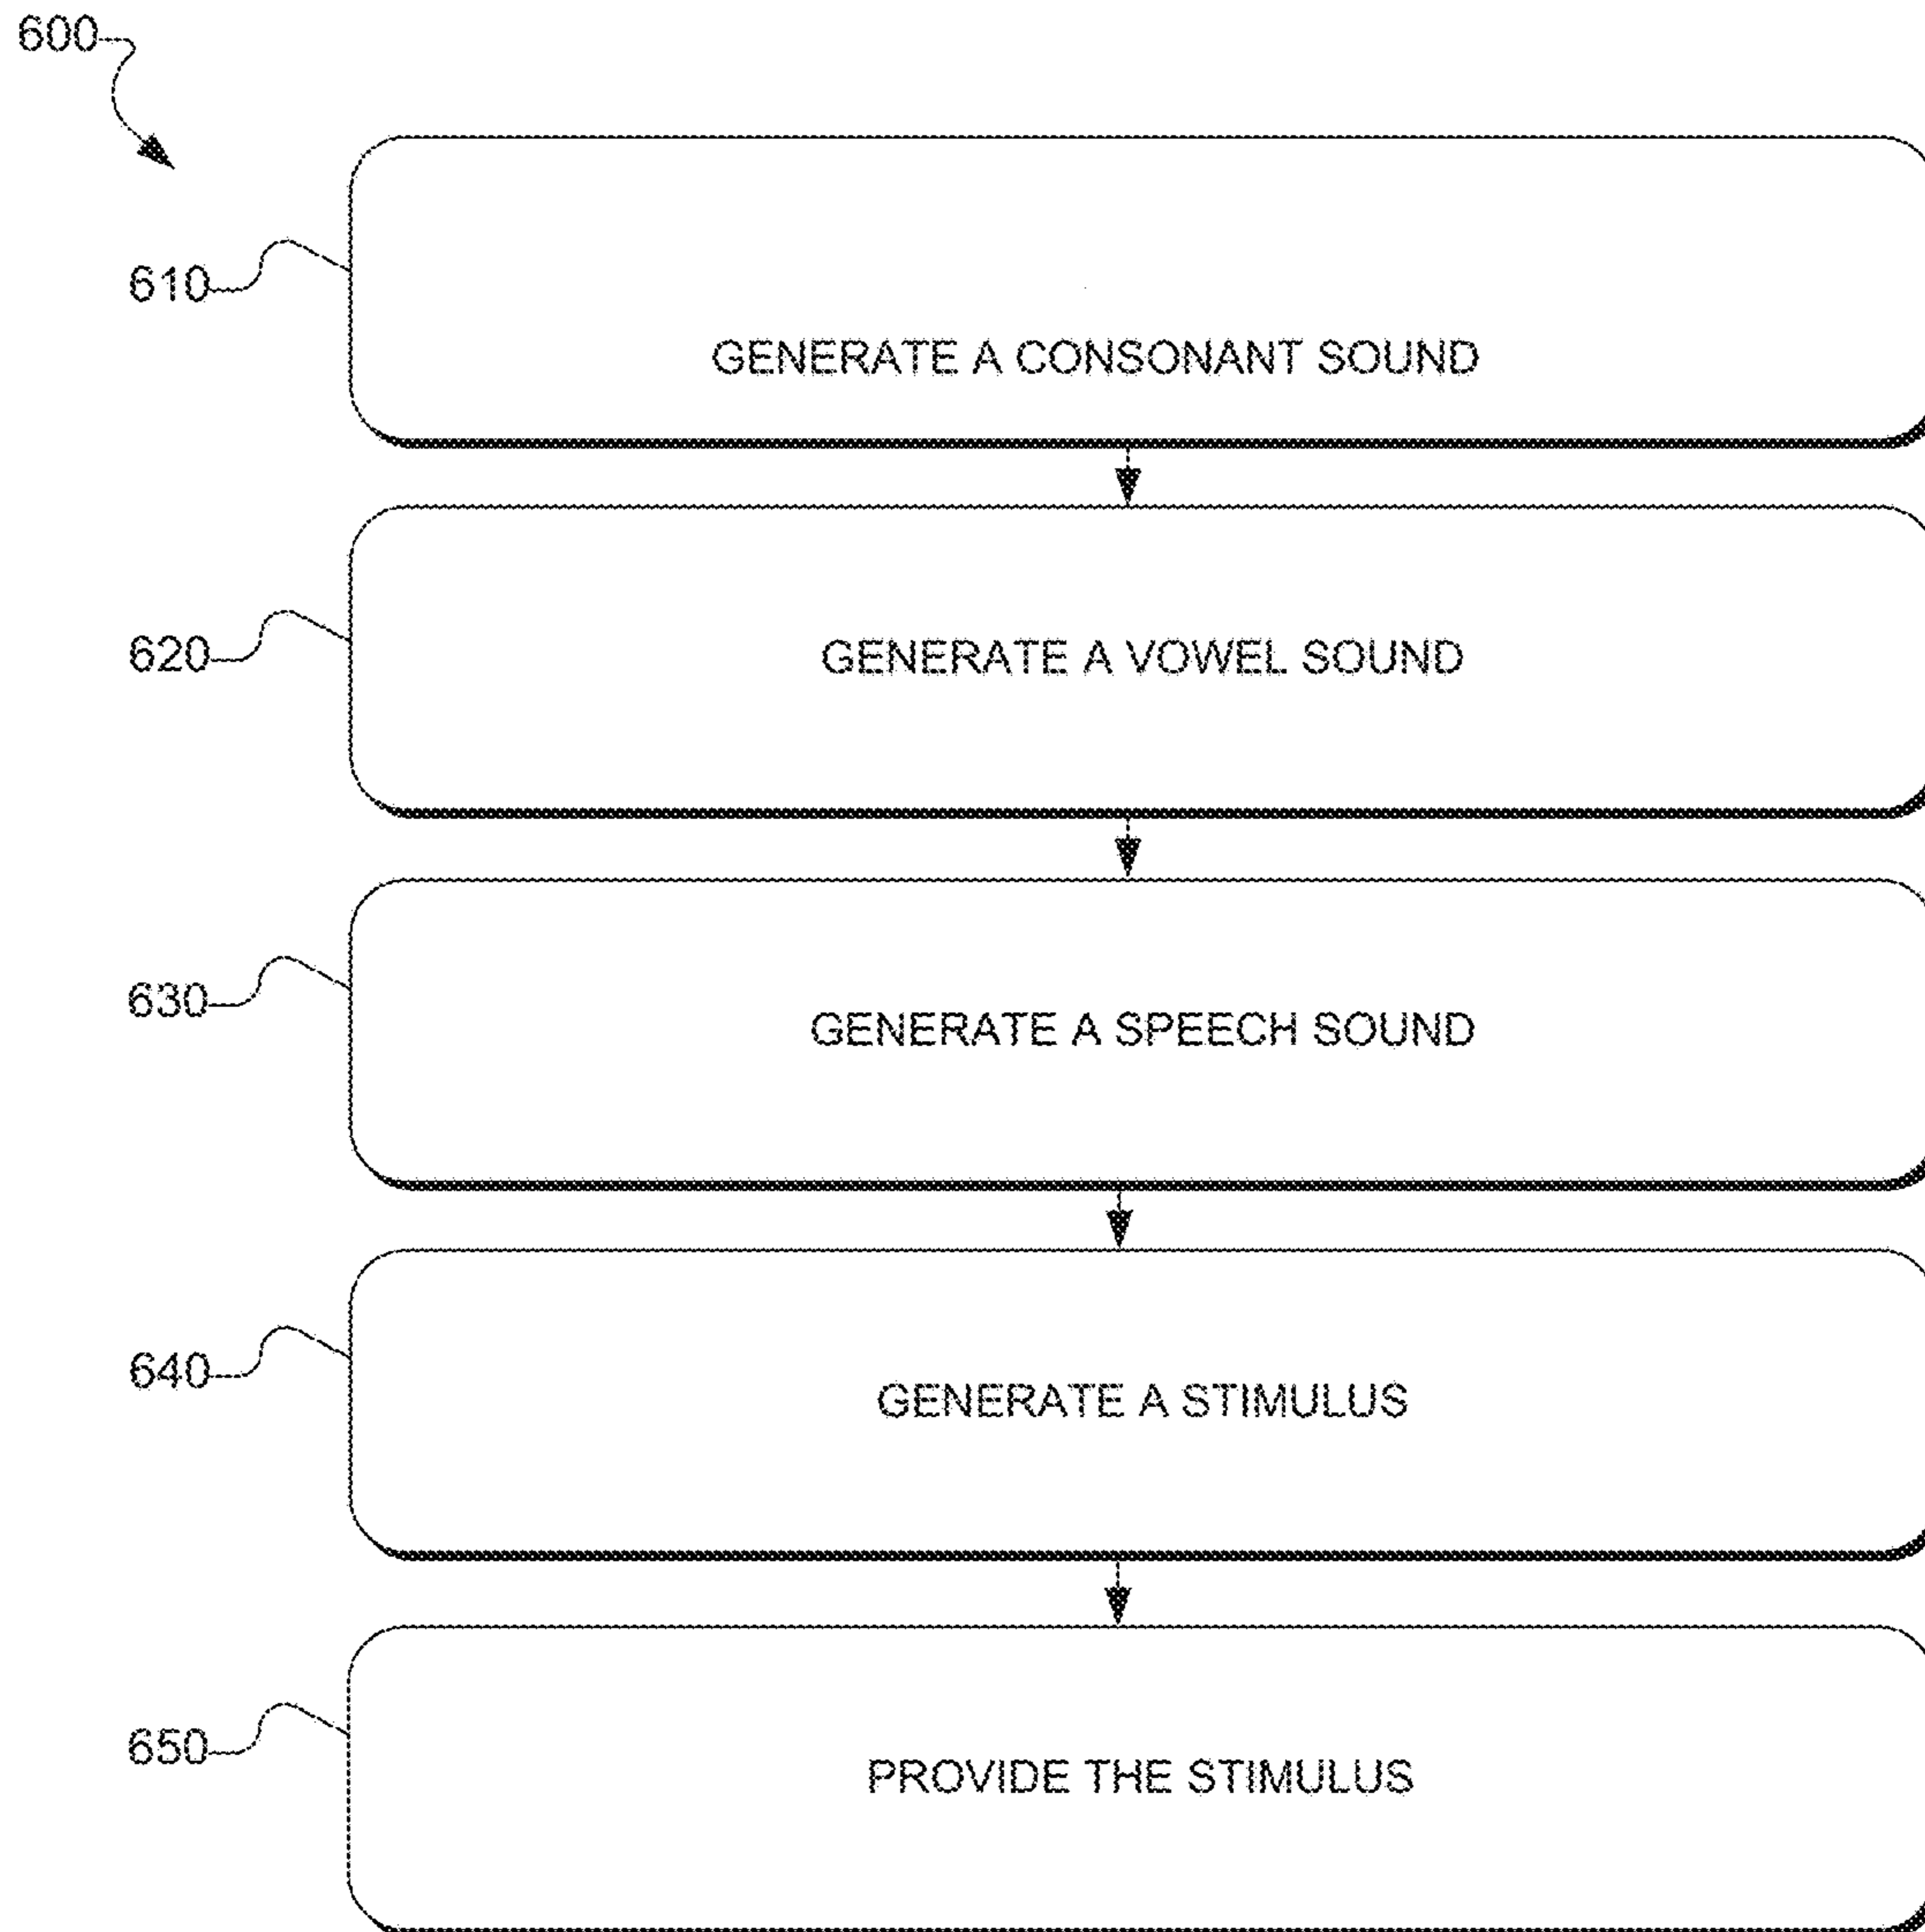 600
610
GENERATE A CONSONANT SOUND
620
GENERATE A VOWEL SOUND
630
GENERATE A SPEECH SOUND
640
GENERATE A STIMULUS
650
PROVIDE THE STIMULUS